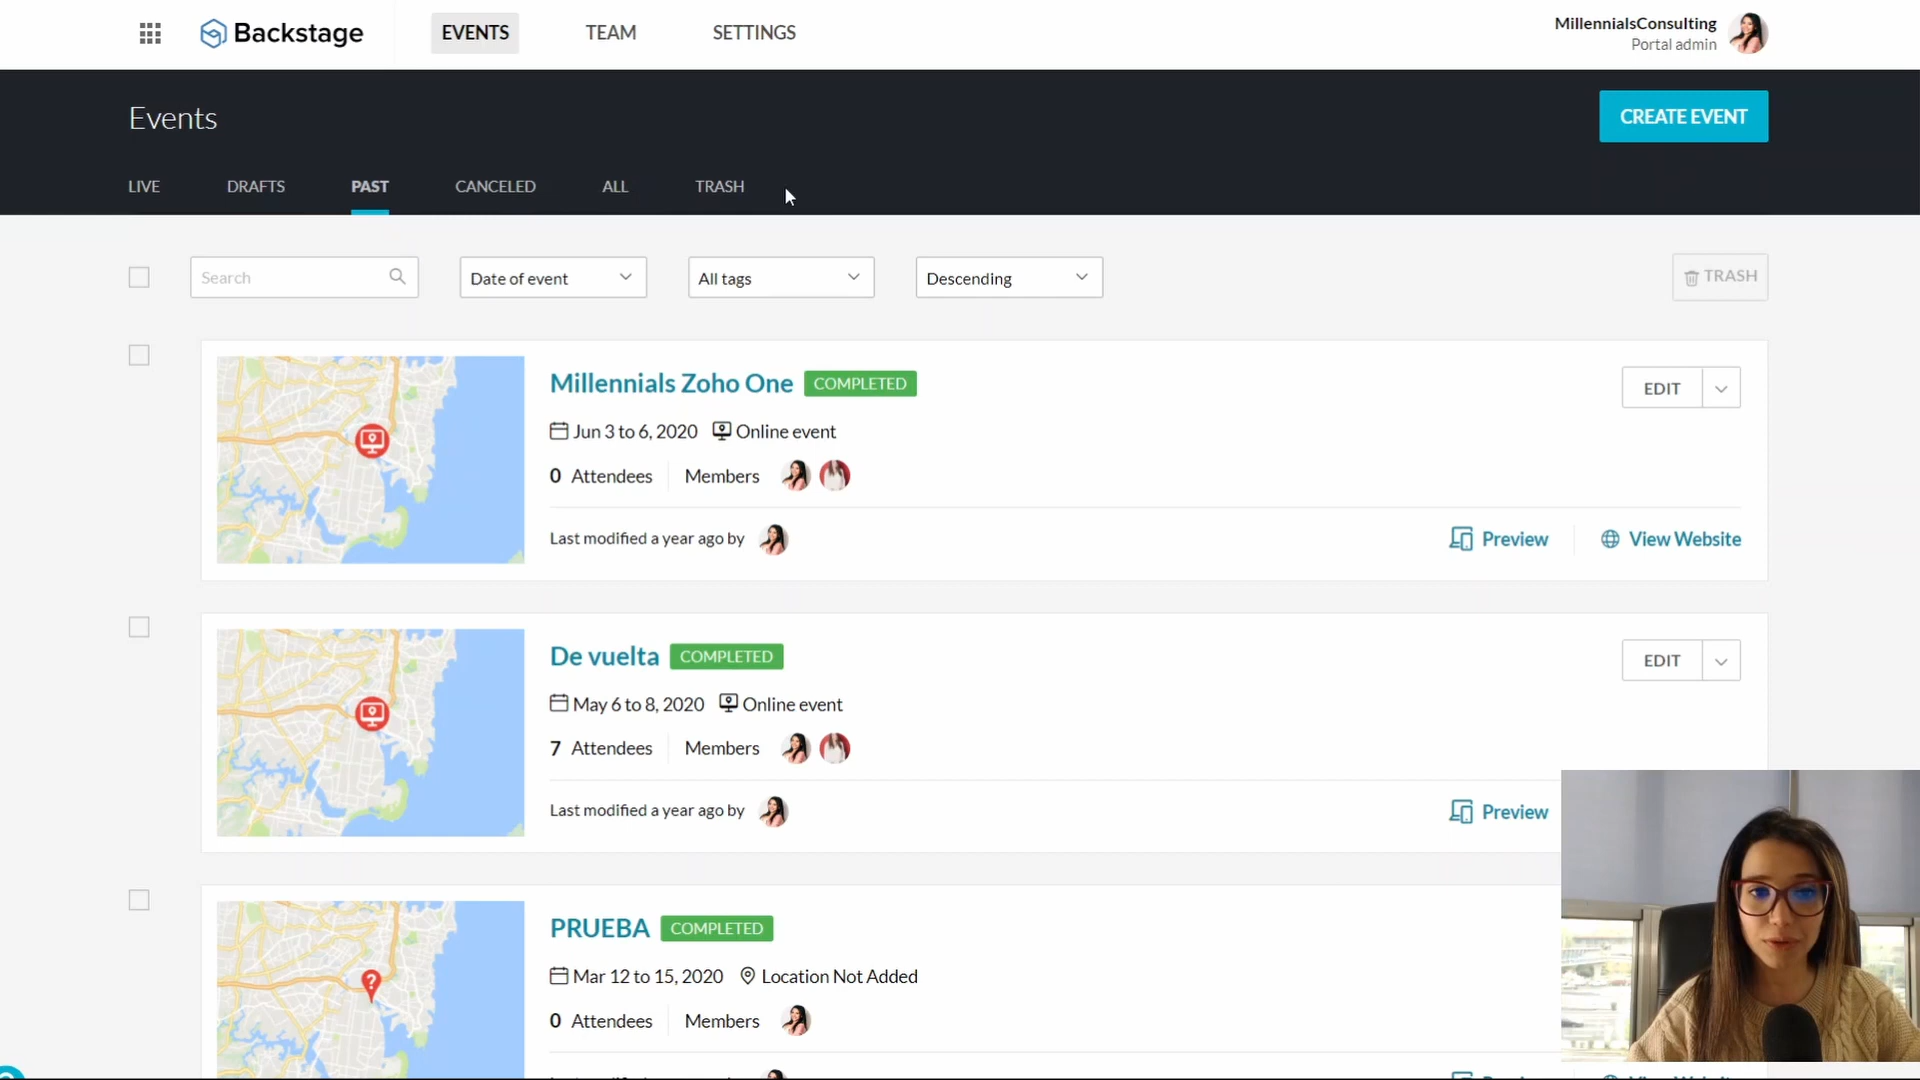 Backstage
EVENTS
TEAM
SETTINGS
MillennialsConsulting
Portal admin
Events
CREATE EVENT
LIVE
DRAFTS
PAST
CANCELED
ALL
TRASH
Search
Date of event
All tags
Descending
TRASH
Millennials Zoho One COMPLETED
EDIT
Jun 3 to 6, 2020 Online event
0 Attendees Members
Last modified a year ago by
Preview
View Website
De vuelta COMPLETED
EDIT
May 6 to 8, 2020 Online event
7 Attendees Members
Last modified a year ago by
Preview
PRUEBA COMPLETED
Mar 12 to 15, 2020 Location Not Added
0 Attendees Members